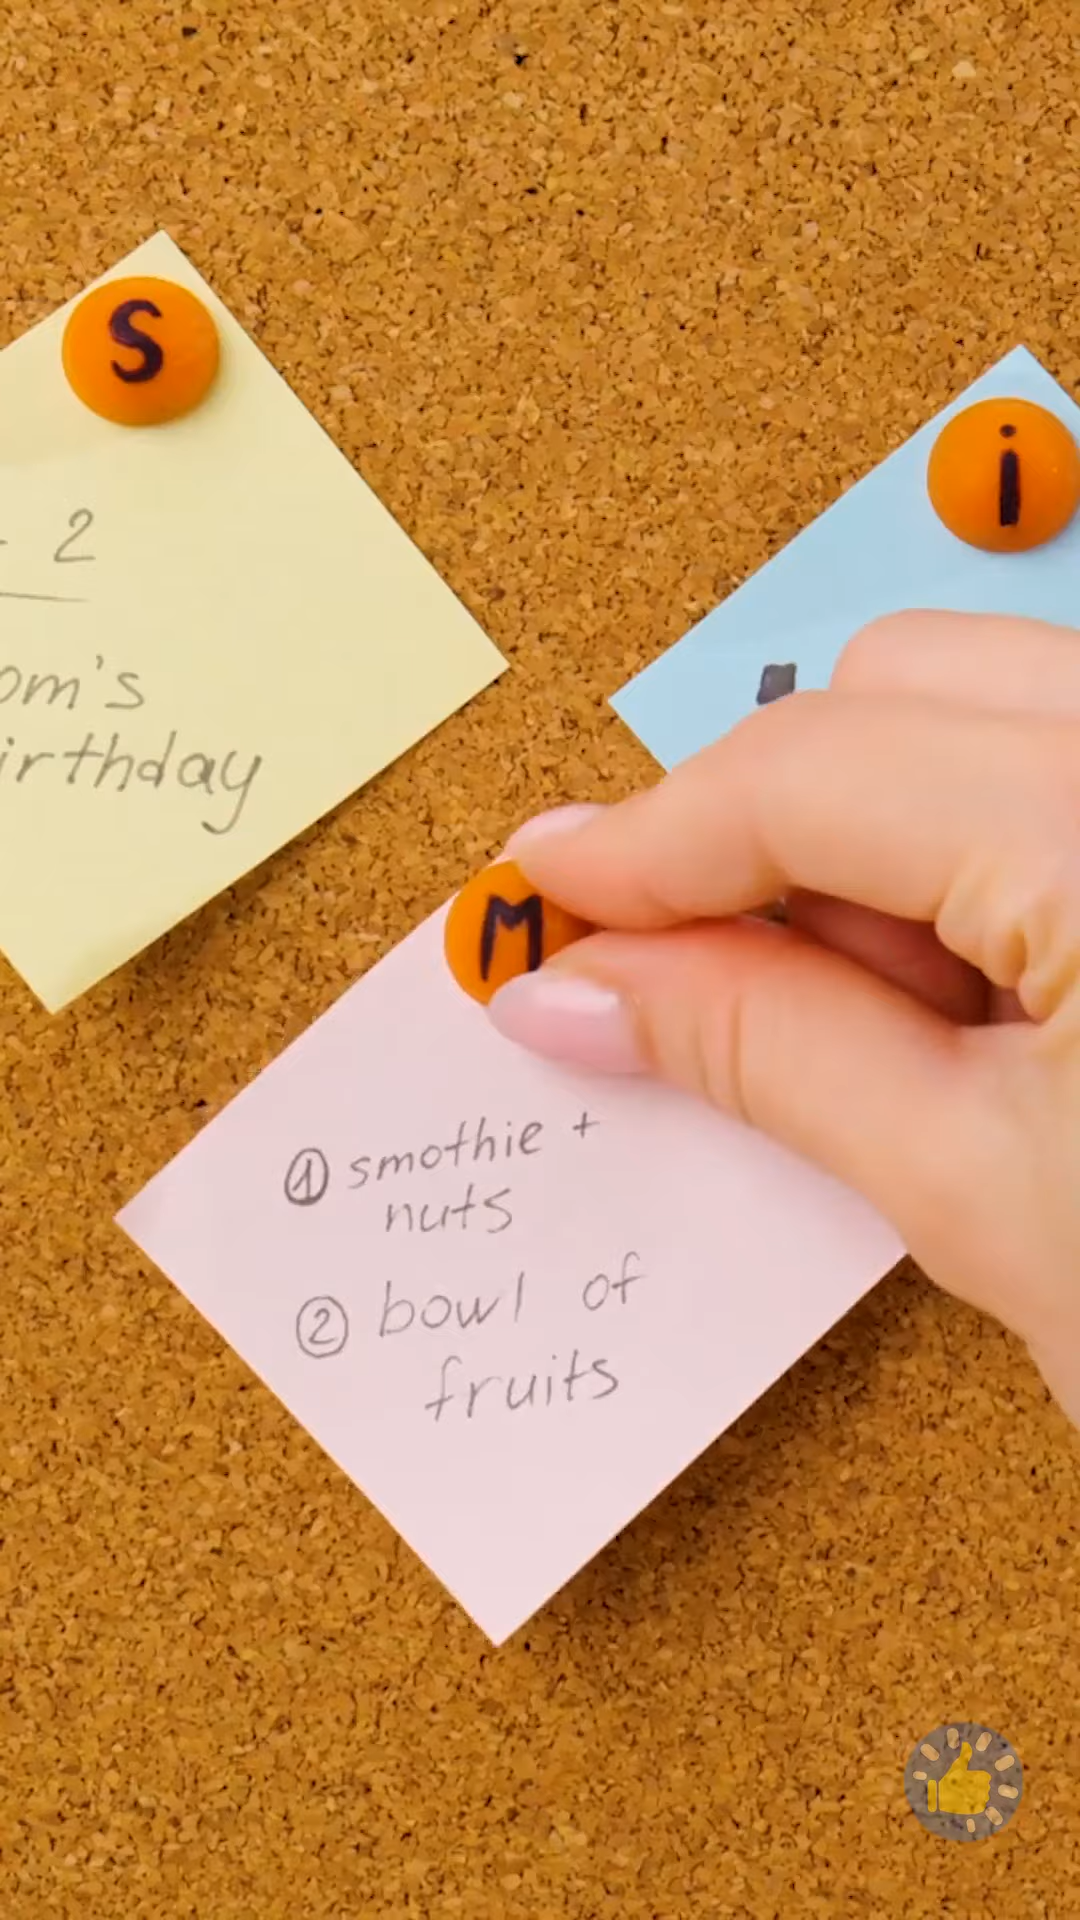 S
- 2
om's
irthday
i
M
① smothie +
nuts
② bowl of
fruits